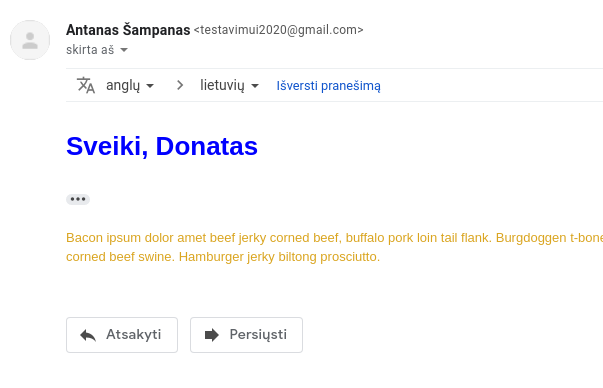 Antanas Šampanas <testavimui2020@gmail.com>
skirta aš
anglų > lietuvių Išversti pranešimą
Sveiki, Donatas
•••
Bacon ipsum dolor amet beef jerky corned beef, buffalo pork loin tail flank. Burgdoggen t-bone
corned beef swine. Hamburger jerky biltong prosciutto.
Atsakyti Persiųsti